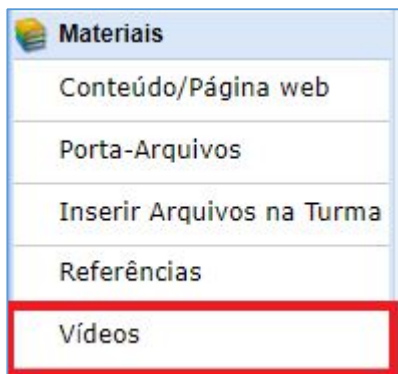 Materiais
Conteúdo/Página web
Porta-Arquivos
Inserir Arquivos na Turma
Referências
Vídeos